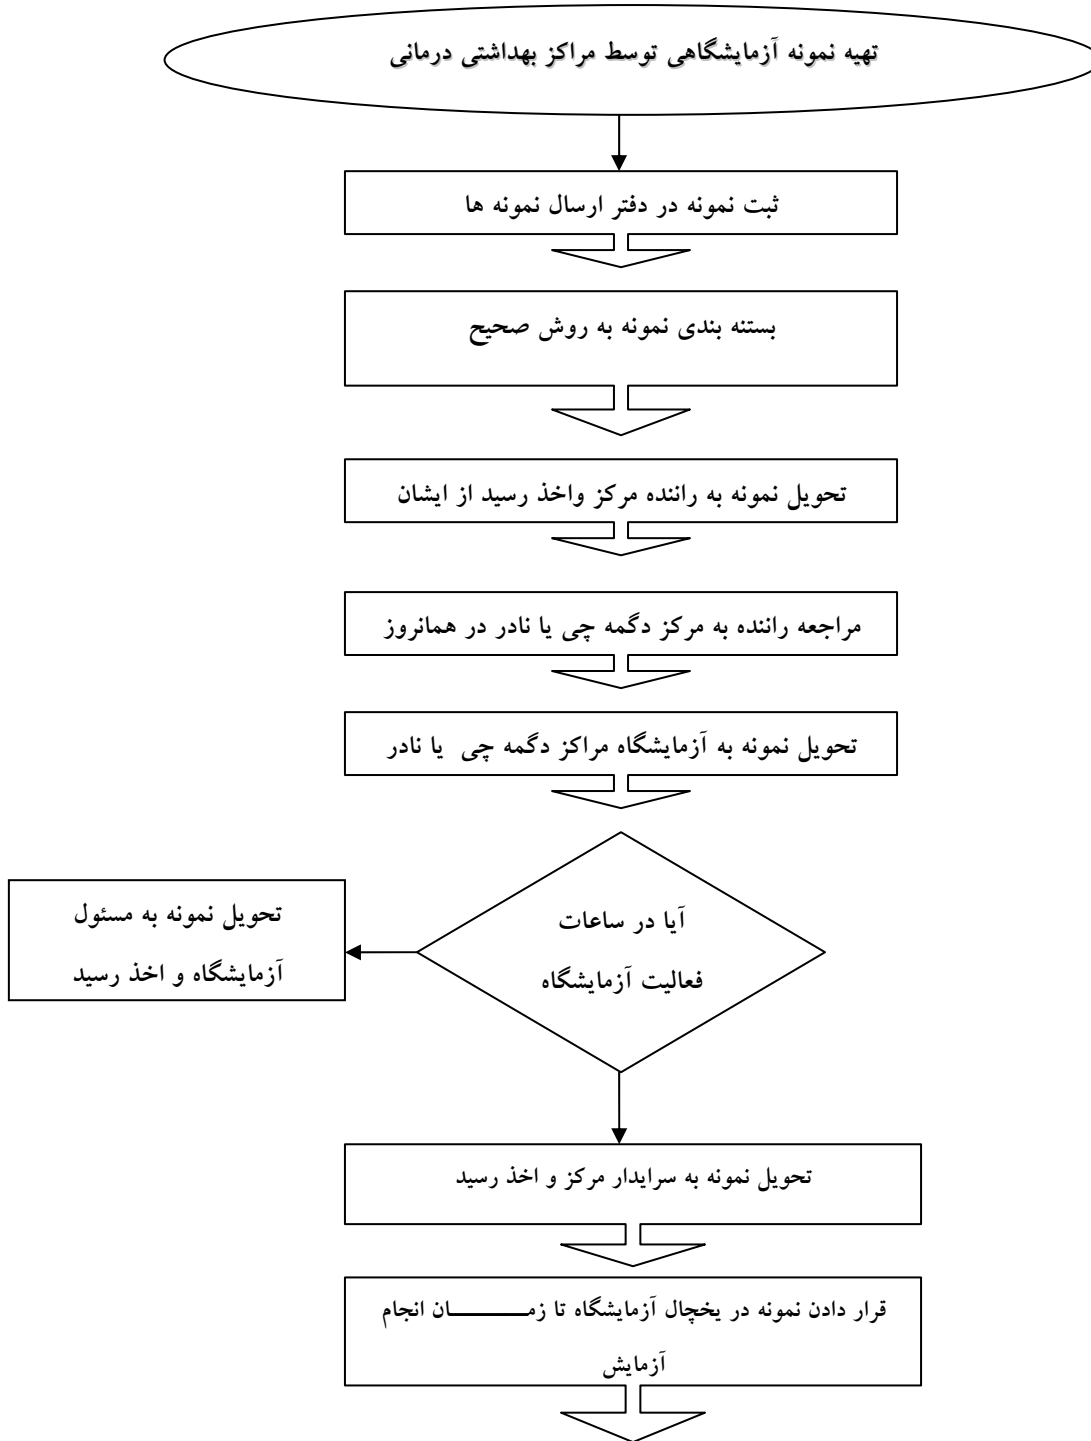 تهیه نمونه آزمایشگاهی توسط مراکز بهداشتی درمانی
ثبت نمونه در دفتر ارسال نمونه ها
بستنه بندی نمونه به روش صحیح
تحویل نمونه به راننده مرکز واخذ رسید از ایشان
مراجعه راننده به مرکز دگمه چی یا نادر در همانروز
تحویل نمونه به آزمایشگاه مراکز دگمه چی یا نادر
آیا در ساعات
فعالیت آزمایشگاه
تحویل نمونه به مسئول
آزمایشگاه و اخذ رسید
تحویل نمونه به سرایدار مرکز و اخذ رسید
قرار دادن نمونه در یخچال آزمایشگاه تا زمــــــــان انجام
آزمایش